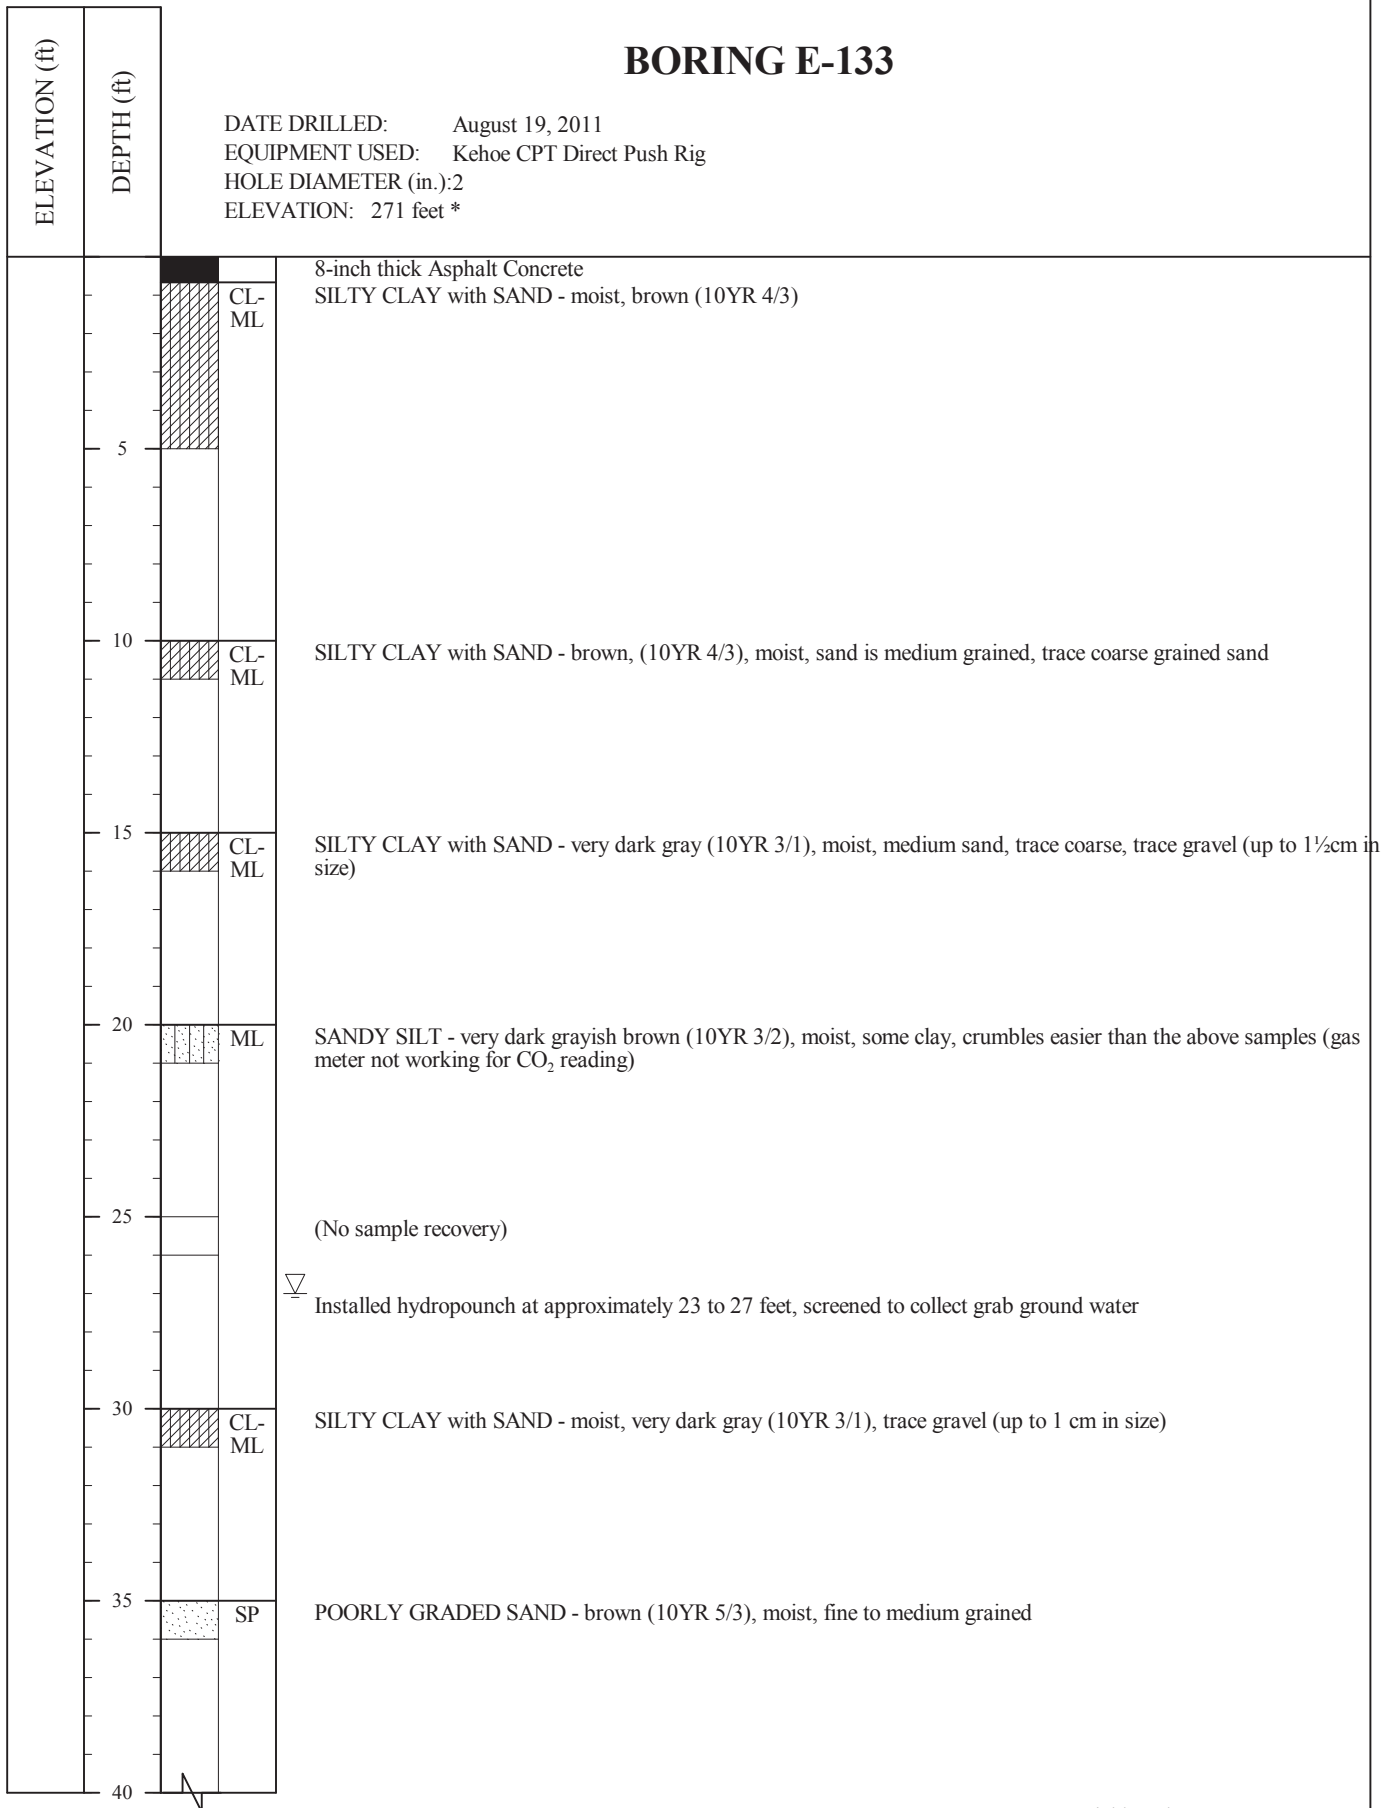 ELEVATION (ft)
DEPTH (ft)
BORING E-133
DATE DRILLED: August 19, 2011
EQUIPMENT USED: Kehoe CPT Direct Push Rig
HOLE DIAMETER (in.):2
ELEVATION: 271 feet *
8-inch thick Asphalt Concrete
CL- SILTY CLAY with SAND - moist, brown (10YR 4/3)
ML
5
10
CL- SILTY CLAY with SAND - brown, (10YR 4/3), moist, sand is medium grained, trace coarse grained sand
ML
15
CL- SILTY CLAY with SAND - very dark gray (10YR 3/1), moist, medium sand, trace coarse, trace gravel (up to 1½cm in
ML size)
20
ML SANDY SILT - very dark grayish brown (10YR 3/2), moist, some clay, crumbles easier than the above samples (gas
meter not working for CO₂ reading)
25
(No sample recovery)
Installed hydropounch at approximately 23 to 27 feet, screened to collect grab ground water
30
CL- SILTY CLAY with SAND - moist, very dark gray (10YR 3/1), trace gravel (up to 1 cm in size)
ML
35
SP POORLY GRADED SAND - brown (10YR 5/3), moist, fine to medium grained
40